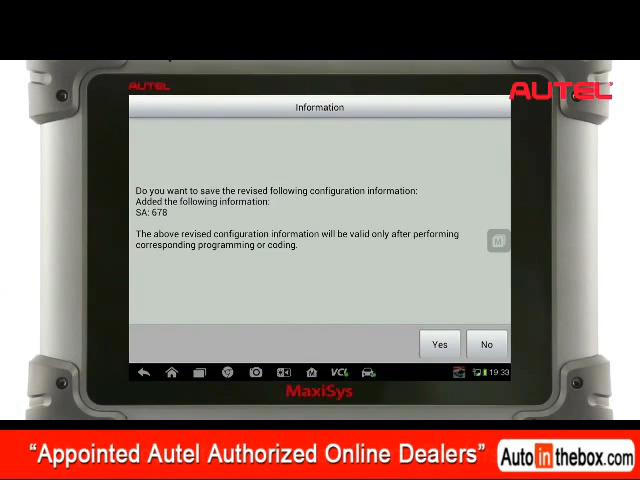 AUTEL
AUTEL
Information
Do you want to save the revised following configuration information:
Added the following information:
SA: 678
The above revised configuration information will be valid only after performing
corresponding programming or coding.
M
Yes
No
VCI
19:33
MaxiSys
“Appointed Autel Authorized Online Dealers”
Autointhebox.com